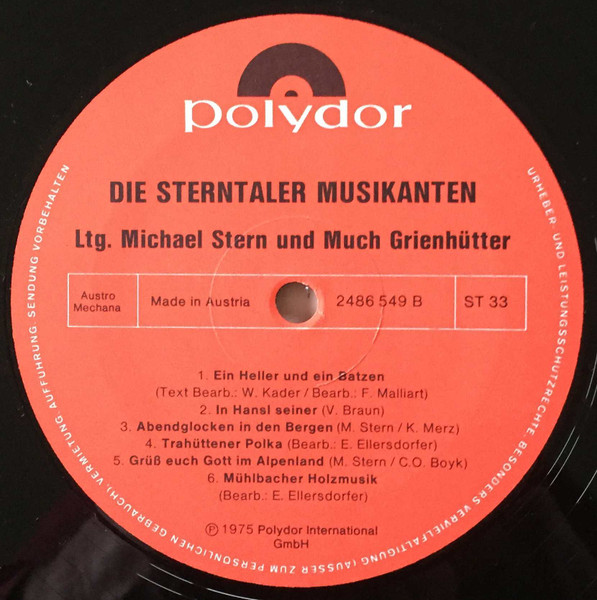 polydor
DIE STERNTALER MUSIKANTEN
Ltg. Michael Stern und Much Grienhütter
Austro
Mechana
Made in Austria
2486 549 B
ST 33
1. Ein Heller und ein Batzen
(Text Bearb.: W. Kader / Bearb.: F. Malliart)
2. In Hansl seiner (V. Braun)
3. Abendglocken in den Bergen (M. Stern / K. Merz)
4. Trahüttener Polka (Bearb.: E. Ellersdorfer)
5. Grüß euch Gott im Alpenland (M. Stern / C.O. Boyk)
6. Mühlbacher Holzmusik
(Bearb.: E. Ellersdorfer)
Ⓟ 1975 Polydor International
GmbH
URHEBER- UND LEISTUNGSSCHUTZRECHTE, BESONDERS VERVIELFÄLTIGUNG (AUSSER ZUM PERSÖNLICHEN GEBRAUCH), VERMIETUNG, AUFFÜHRUNG, SENDUNG VORBEHALTEN